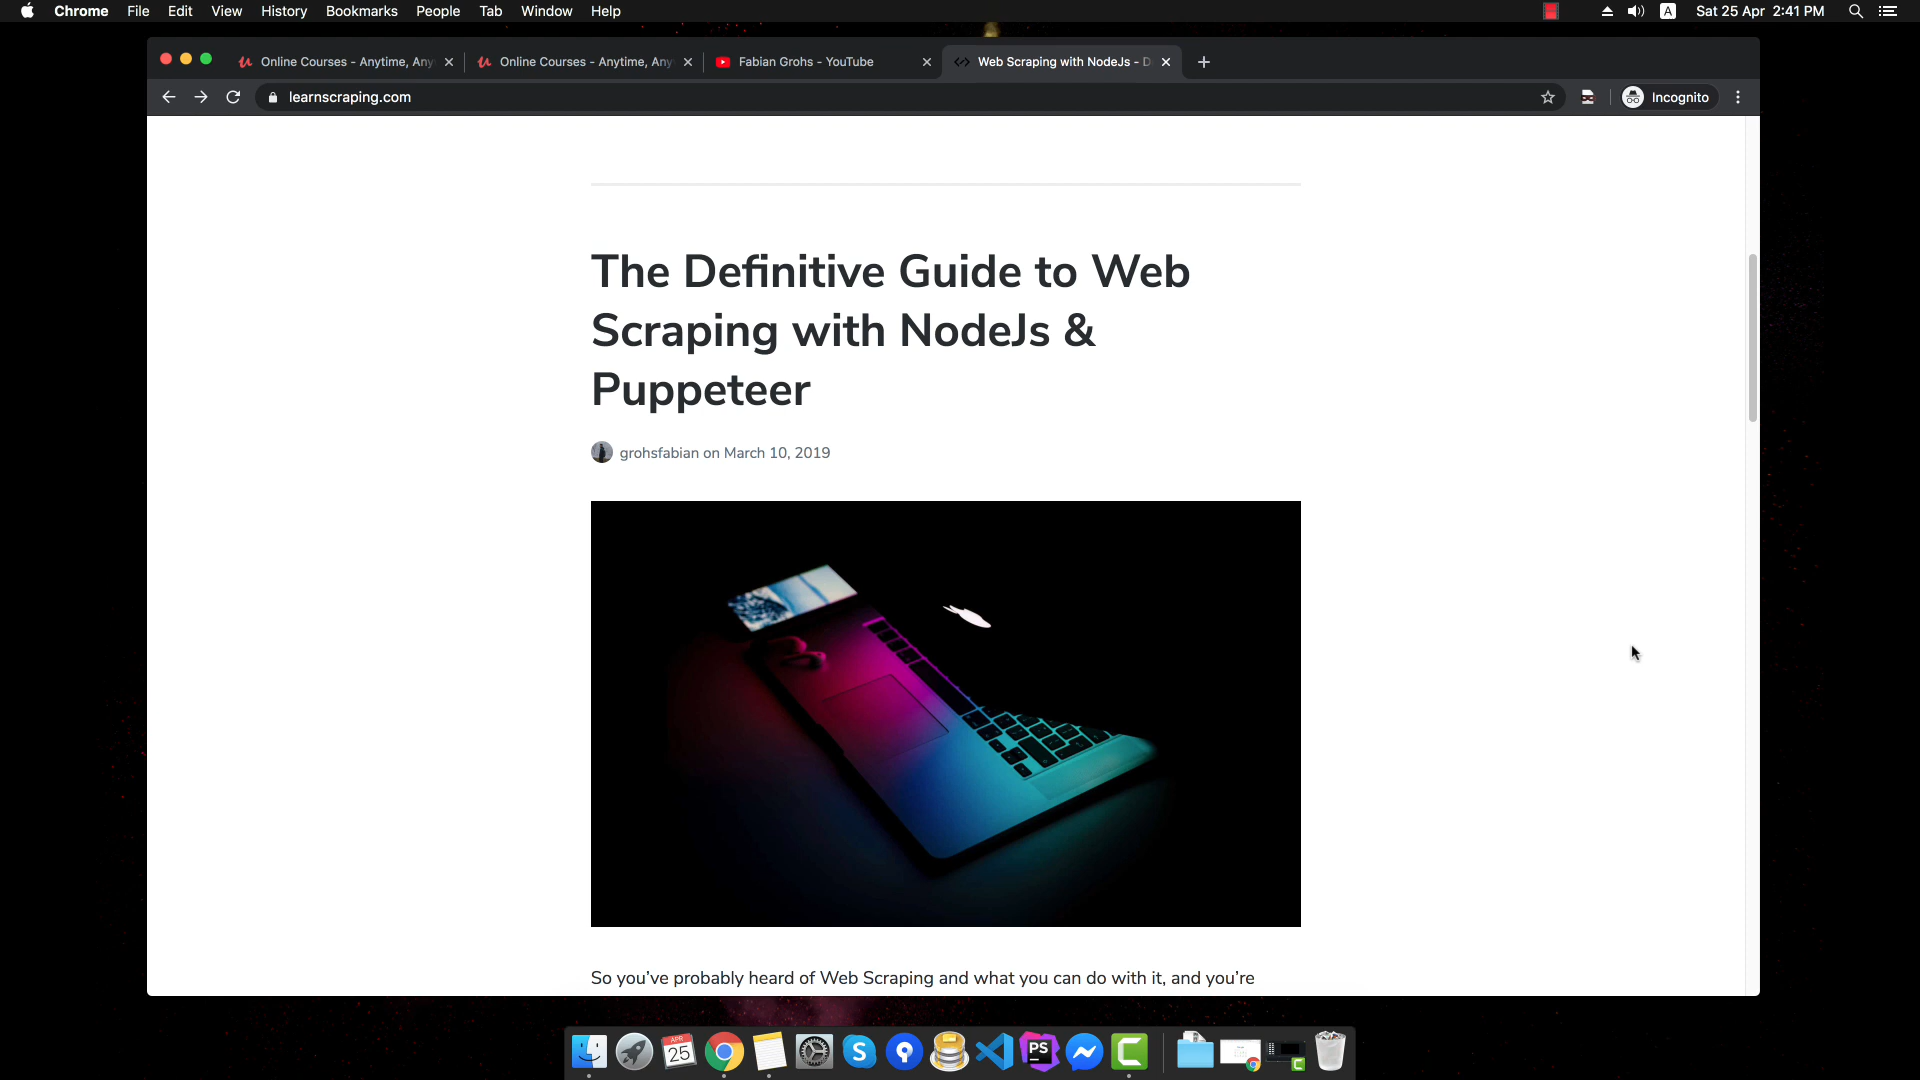 Chrome File Edit View History Bookmarks People Tab Window Help
A Sat 25 Apr 2:41 PM
Online Courses - Anytime, Any
Online Courses - Anytime, Any
Fabian Grohs - YouTube
Web Scraping with NodeJs - D
learnscraping.com
Incognito
The Definitive Guide to Web
Scraping with NodeJs &
Puppeteer
grohsfabian on March 10, 2019
So you've probably heard of Web Scraping and what you can do with it, and you're
APR
25
PS